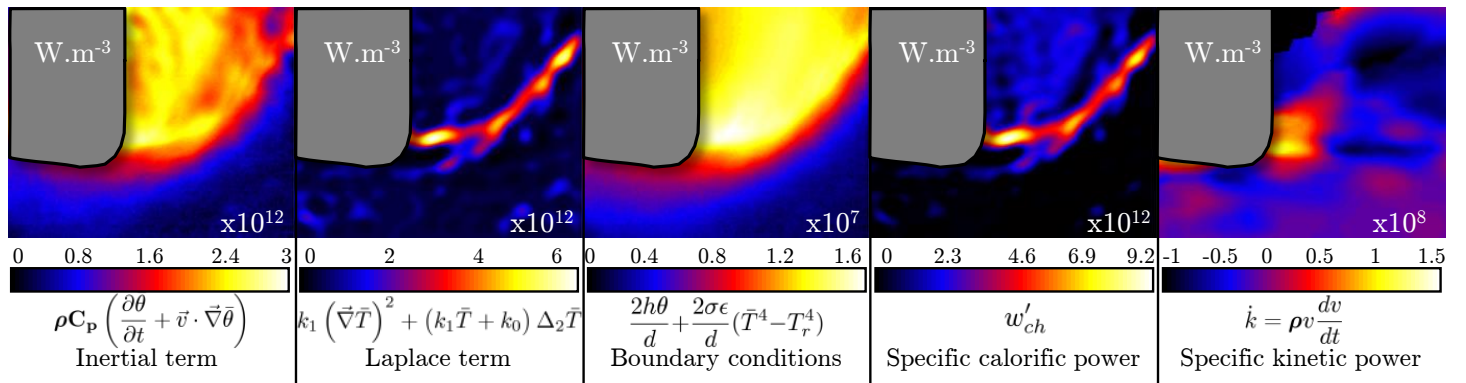 W.m-3 W.m-3 W.m-3 W.m-3 W.m-3
x10^12 x10^12 x10^7 x10^12 x10^8
0 0.8 1.6 2.4 3 0 2 4 6 0 0.4 0.8 1.2 1.6 0 2.3 4.6 6.9 9.2 -1 -0.5 0 0.5 1 1.5
ρC_p (∂θ/∂t + v⃗ · ∇⃗θ̄) k₁ (∇⃗T̄)² + (k₁T̄ + k₀) Δ₂T̄ 2hθ/d + 2σϵ/d (T̄⁴−T_r⁴) w′_ch k̇ = ρv dv/dt
Inertial term Laplace term Boundary conditions Specific calorific power Specific kinetic power